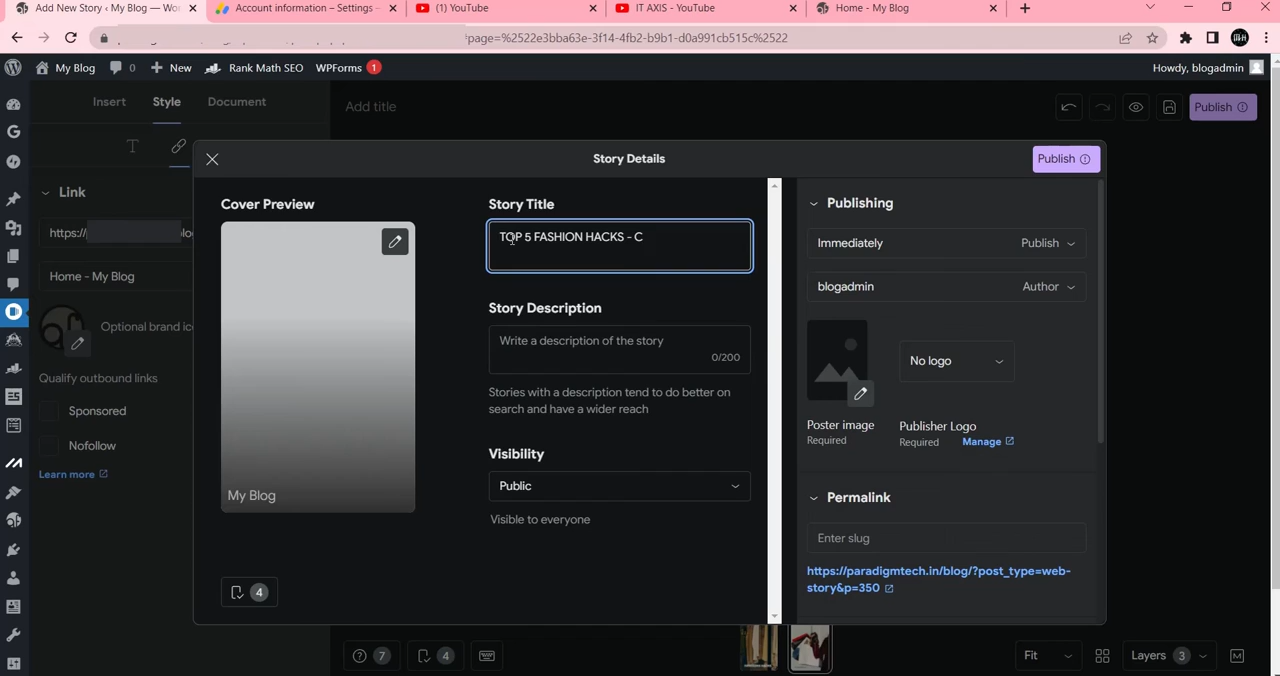 Add New Story ‹ My Blog — Wor
Account information – Settings -
(1) YouTube
IT AXIS - YouTube
Home - My Blog
page=%2522e3bba63e-3f14-4fb2-b9b1-d0a991cb515c%2522
My Blog
0
New
Rank Math SEO
WPForms
1
Howdy, blogadmin
Insert
Style
Document
Add title
Publish
Story Details
Publish
Link
https://
Home - My Blog
Optional brand ic
Qualify outbound links
Sponsored
Nofollow
Learn more
Cover Preview
My Blog
4
Story Title
TOP 5 FASHION HACKS - C
Story Description
Write a description of the story
0/200
Stories with a description tend to do better on
search and have a wider reach
Visibility
Public
Visible to everyone
Publishing
Immediately
Publish
blogadmin
Author
No logo
Poster image
Required
Publisher Logo
Required
Manage
Permalink
Enter slug
https://paradigmtech.in/blog/?post_type=web-
story&p=350
7
4
Fit
Layers
3